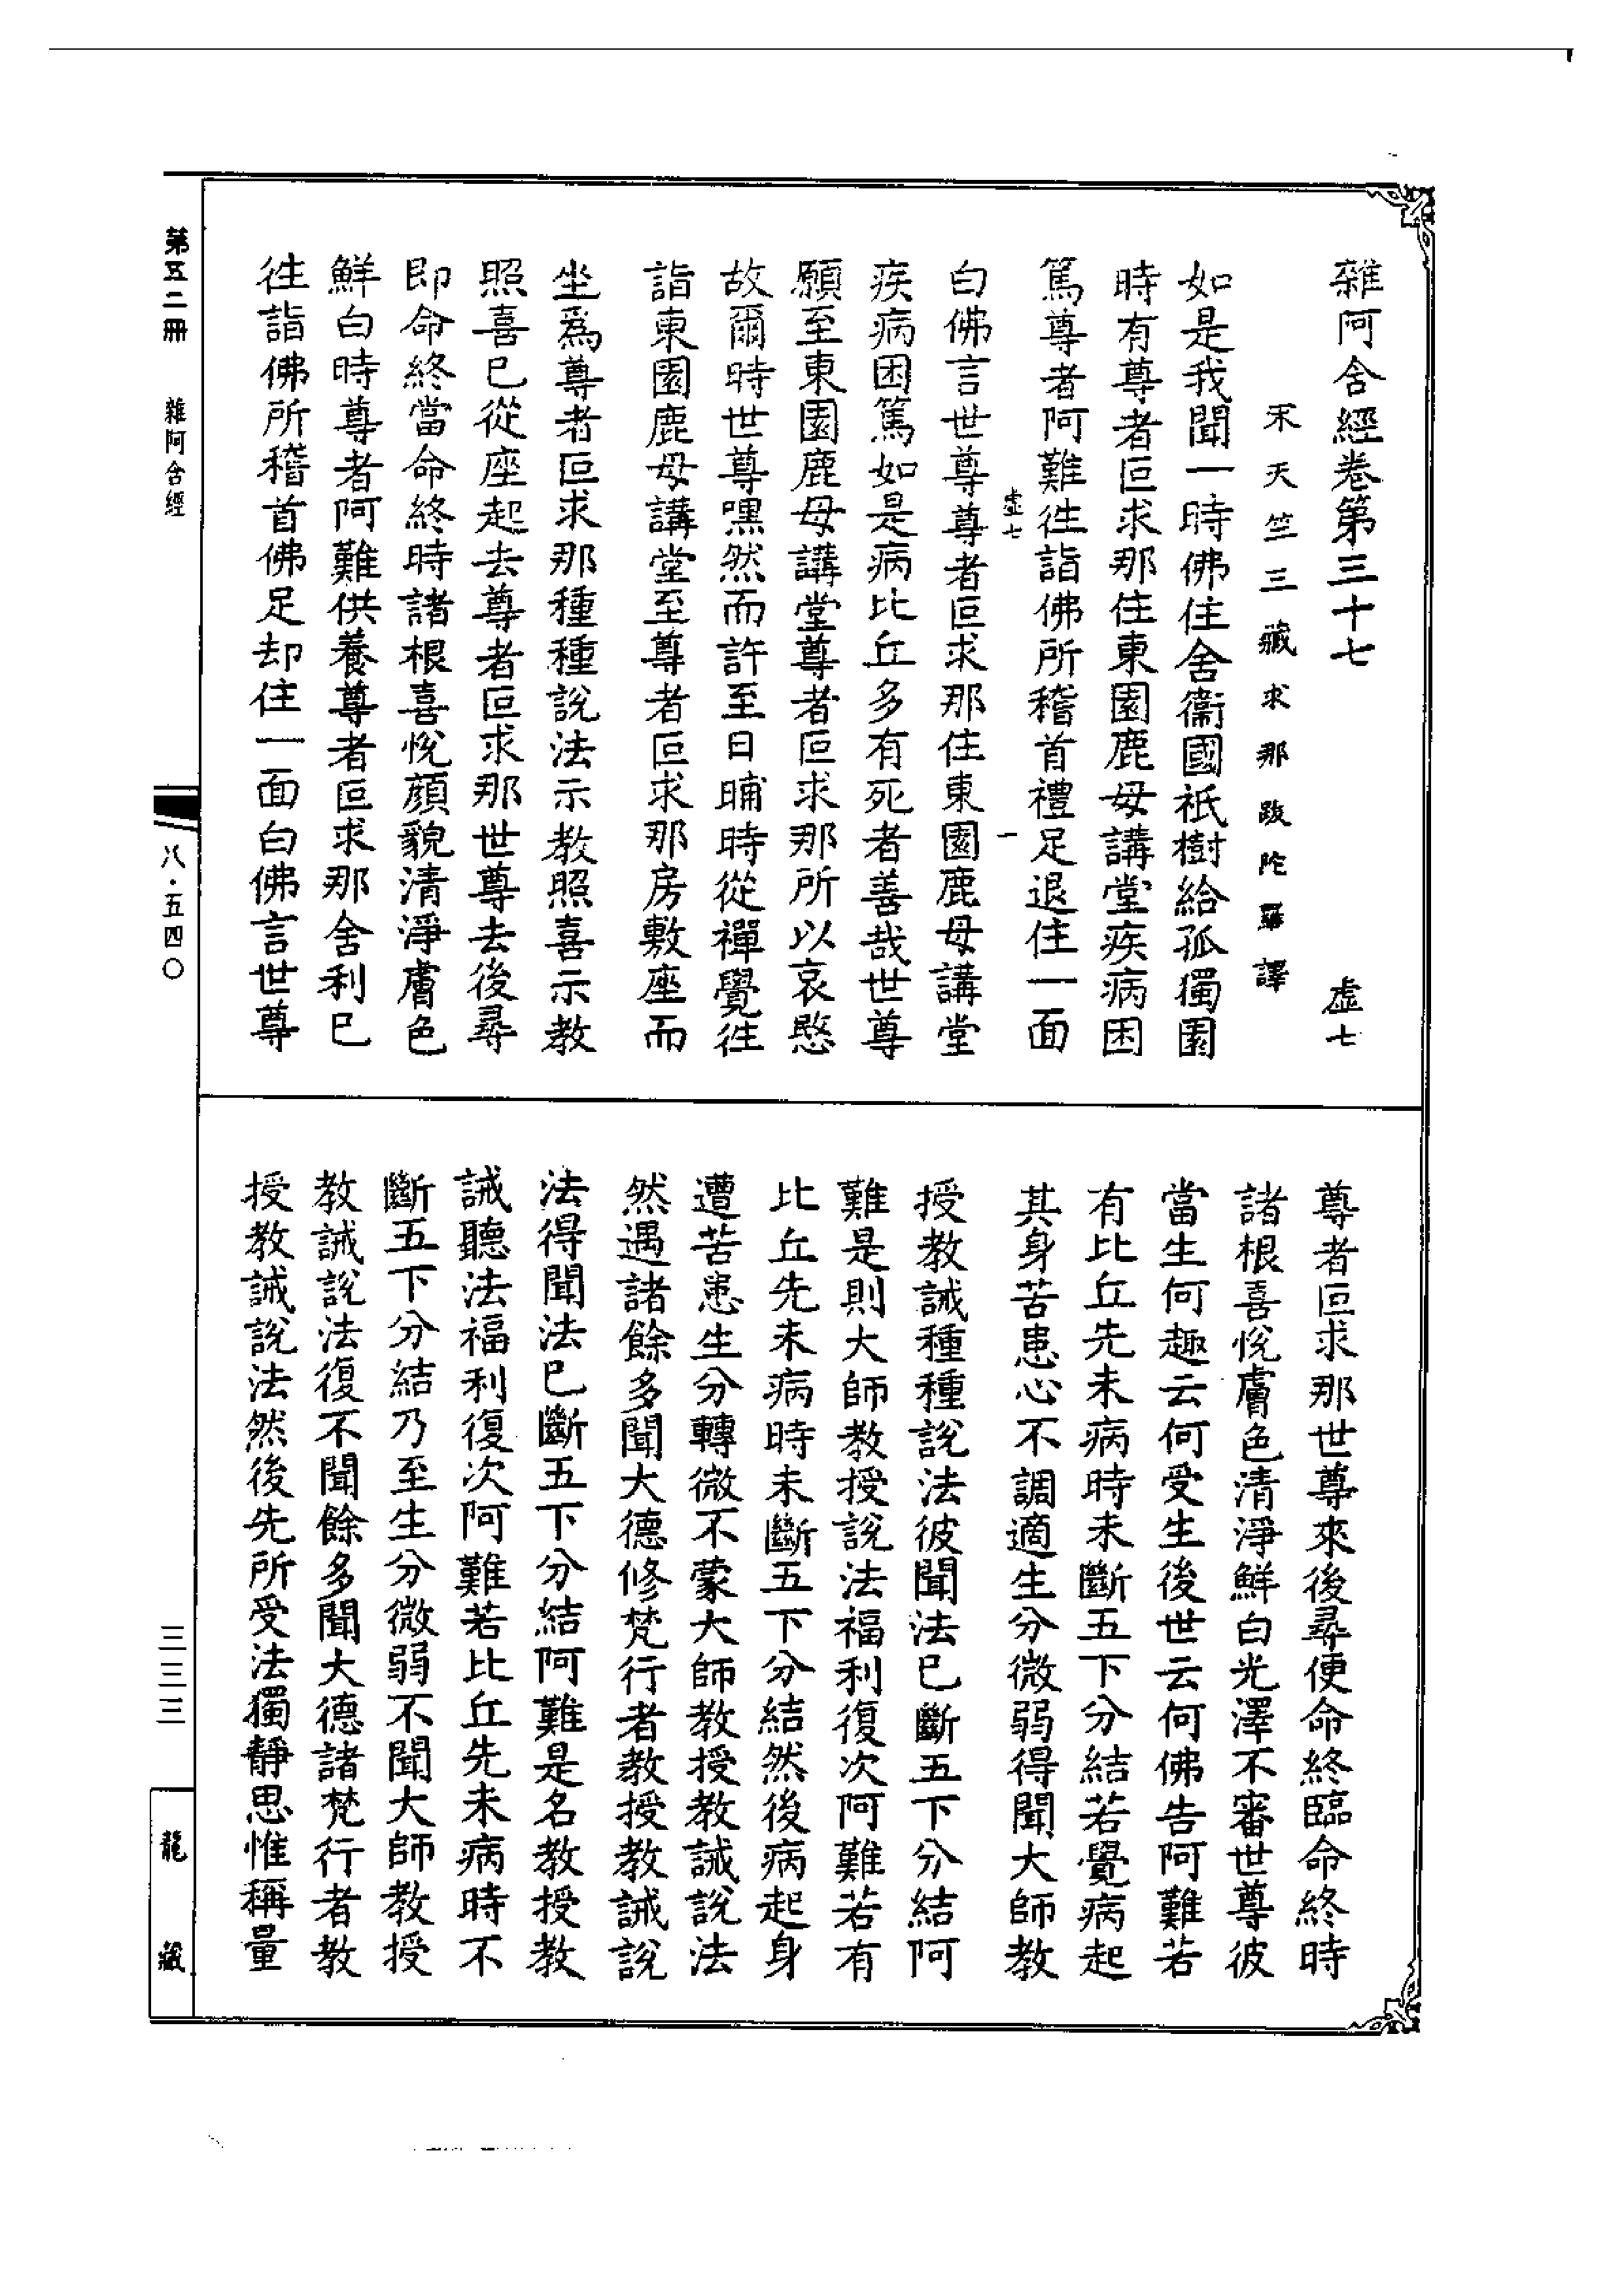 雜阿含經卷第三十七 虛七
宋天竺三藏求那跋陀羅譯
如是我聞一時佛住舍衞國祇樹給孤獨園
時有尊者叵求那住東園鹿母講堂疾病困
篤尊者阿難徃詣佛所稽首禮足退住一面
虛七 一
白佛言世尊尊者叵求那住東園鹿母講堂
疾病困篤如是病比丘多有死者善哉世尊
願至東園鹿母講堂尊者叵求那所以哀愍
故爾時世尊嘿然而許至日晡時從禪覺徃
詣東園鹿母講堂至尊者叵求那房敷座而
坐爲尊者叵求那種種說法示教照喜示教
照喜已從座起去尊者叵求那世尊去後尋
即命終當命終時諸根喜悅顏貌清淨膚色
鮮白時尊者阿難供養尊者叵求那舍利已
徃詣佛所稽首佛足却住一面白佛言世尊
尊者叵求那世尊來後尋便命終臨命終時
諸根喜悅膚色清淨鮮白光澤不審世尊彼
當生何趣云何受生後世云何佛告阿難若
有比丘先未病時未斷五下分結若覺病起
其身苦患心不調適生分微弱得聞大師教
授教誡種種說法彼聞法已斷五下分結阿
難是則大師教授說法福利復次阿難若有
比丘先未病時未斷五下分結然後病起身
遭苦患生分轉微不蒙大師教授教誡說法
然遇諸餘多聞大德修梵行者教授教誡說
法得聞法已斷五下分結阿難是名教授教
誡聽法福利復次阿難若比丘先未病時不
斷五下分結乃至生分微弱不聞大師教授
教誡說法復不聞餘多聞大德諸梵行者教
授教誡說法然後先所受法獨靜思惟稱量
第五二冊 雜阿含經
八·五四〇
三三三
龍藏